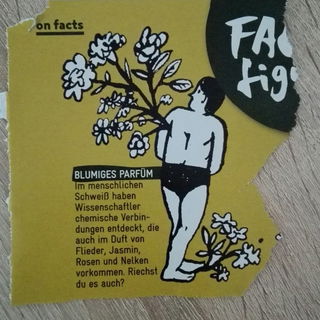 on facts
FAC
fig
BLUMIGES PARFÜM
Im menschlichen
Schweiß haben
Wissenschaftler
chemische Verbin-
dungen entdeckt, die
auch im Duft von
Flieder, Jasmin,
Rosen und Nelken
vorkommen. Riechst
du es auch?